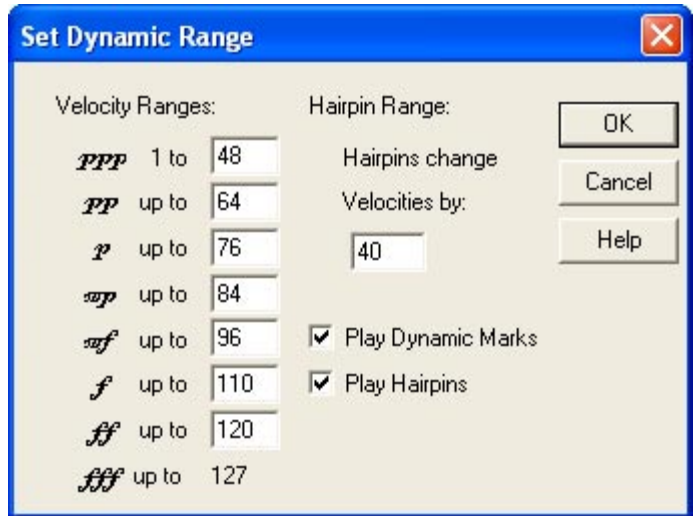 Set Dynamic Range
Velocity Ranges:
ppp 1 to 48
pp up to 64
p up to 76
mp up to 84
mf up to 96
f up to 110
ff up to 120
fff up to 127
Hairpin Range:
Hairpins change
Velocities by:
40
Play Dynamic Marks
Play Hairpins
OK
Cancel
Help